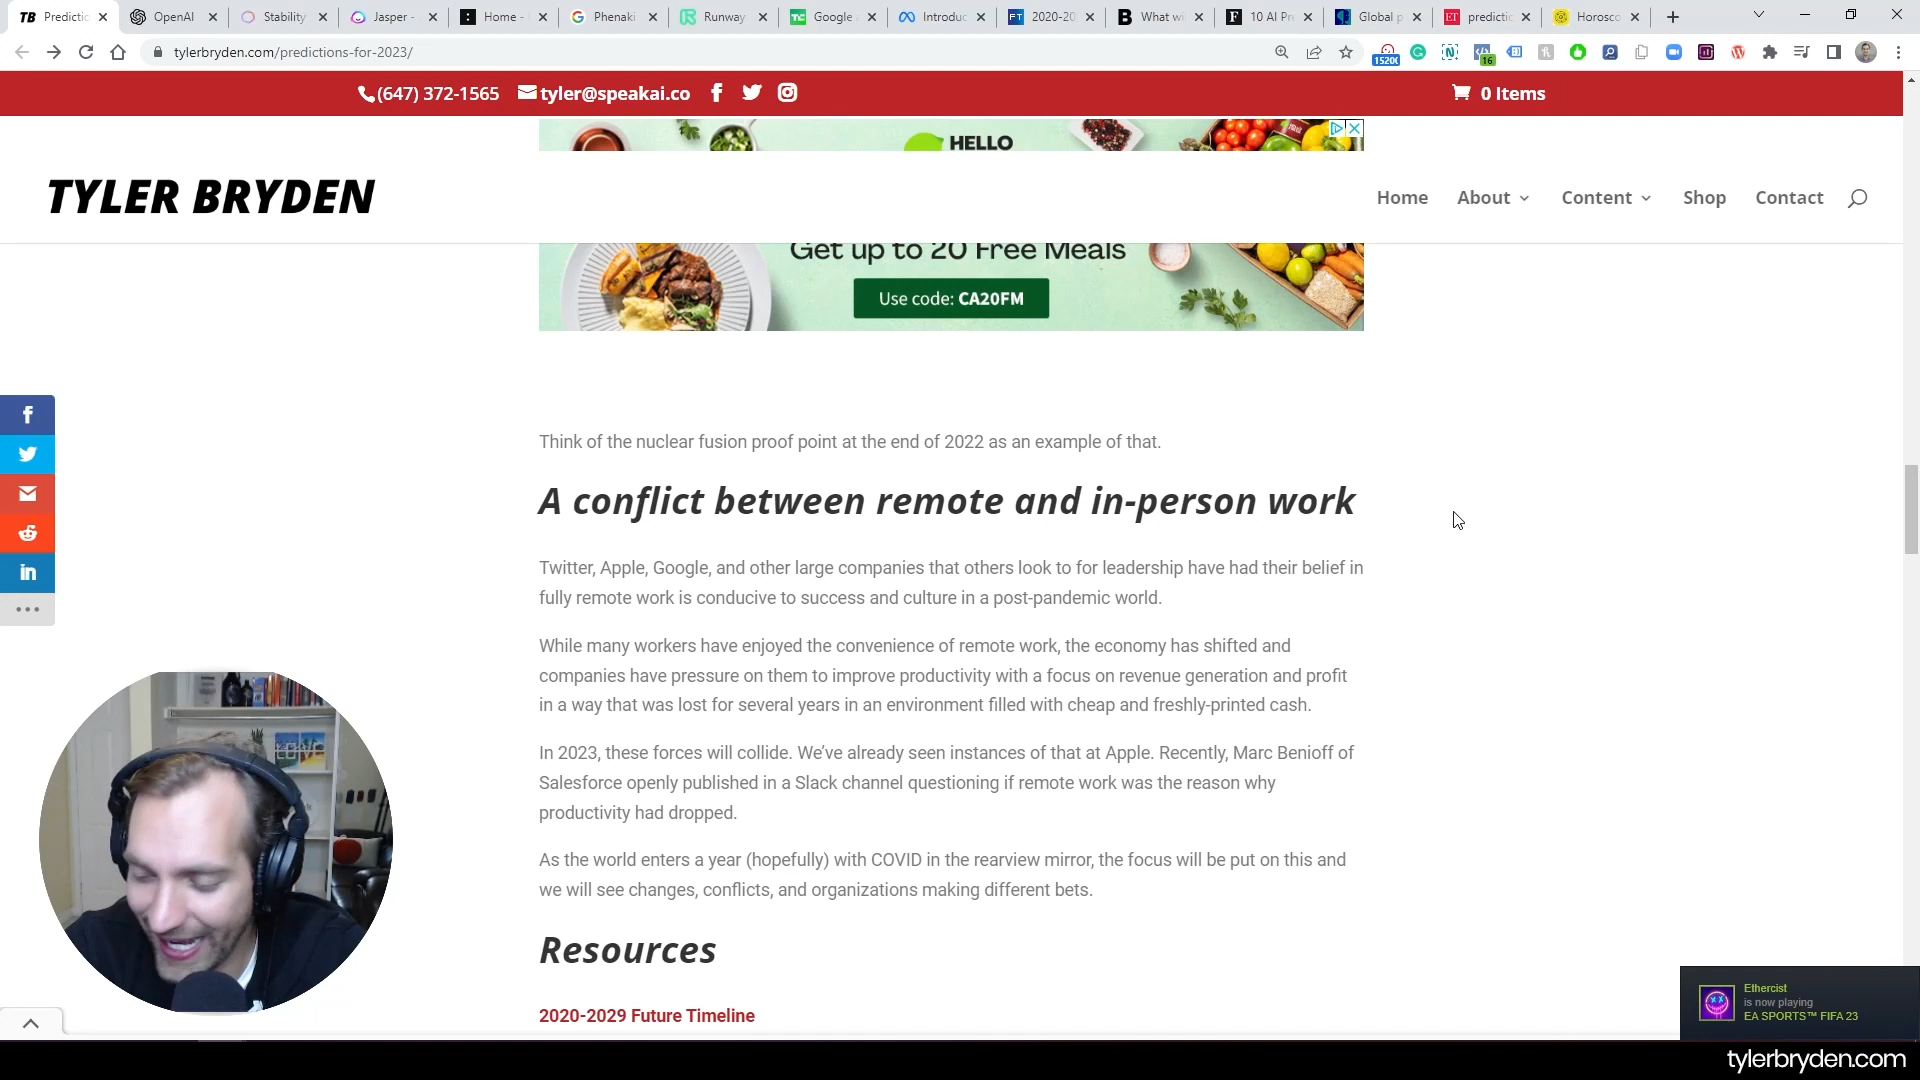 TB Predictio
OpenAI
Stability
Jasper -
Home -
Phenaki
Runway
TC Google
Introduc
FT 2020-20
B What wi
F 10 AI Pr
Global p
ET predictio
Horosco
tylerbryden.com/predictions-for-2023/
16
(647) 372-1565
tyler@speakai.co
0 Items
HELLO
TYLER BRYDEN
Home
About
Content
Shop
Contact
Get up to 20 Free Meals
Use code: CA20FM
Think of the nuclear fusion proof point at the end of 2022 as an example of that.
A conflict between remote and in-person work
Twitter, Apple, Google, and other large companies that others look to for leadership have had their belief in
fully remote work is conducive to success and culture in a post-pandemic world.
While many workers have enjoyed the convenience of remote work, the economy has shifted and
companies have pressure on them to improve productivity with a focus on revenue generation and profit
in a way that was lost for several years in an environment filled with cheap and freshly-printed cash.
In 2023, these forces will collide. We’ve already seen instances of that at Apple. Recently, Marc Benioff of
Salesforce openly published in a Slack channel questioning if remote work was the reason why
productivity had dropped.
As the world enters a year (hopefully) with COVID in the rearview mirror, the focus will be put on this and
we will see changes, conflicts, and organizations making different bets.
Resources
2020-2029 Future Timeline
Ethercist
is now playing
EA SPORTS™ FIFA 23
tylerbryden.com